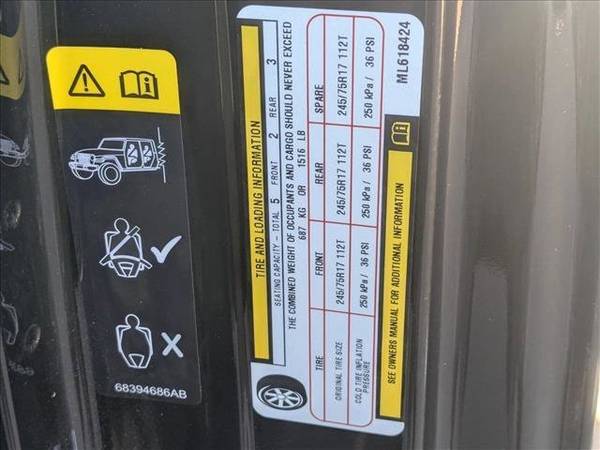 68394686AB
TIRE AND LOADING INFORMATION
SEATING CAPACITY - TOTAL 5 FRONT 2 REAR 3
THE COMBINED WEIGHT OF OCCUPANTS AND CARGO SHOULD NEVER EXCEED
687 KG OR 1516 LB
TIRE FRONT REAR SPARE
ORIGINAL TIRE SIZE 245/75R17 112T 245/75R17 112T 245/75R17 112T
COLD TIRE INFLATION
PRESSURE 250 kPa / 36 PSI 250 kPa / 36 PSI 250 kPa / 36 PSI
SEE OWNERS MANUAL FOR ADDITIONAL INFORMATION
ML618424